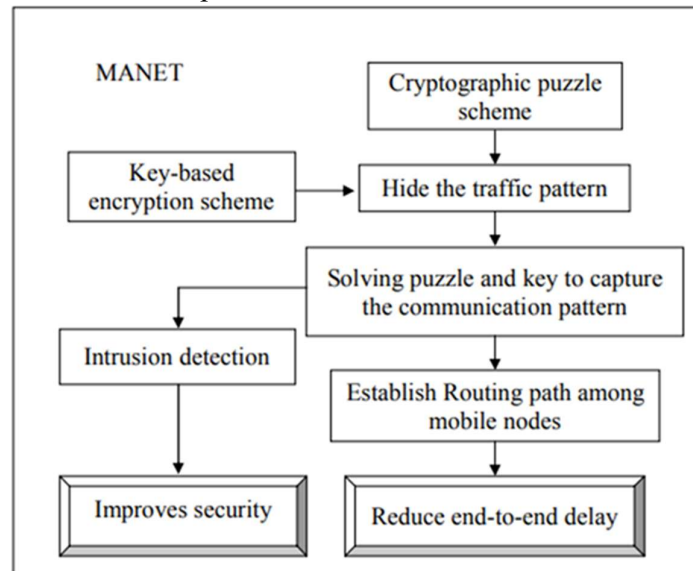 MANET
Cryptographic puzzle
scheme
Key-based
encryption scheme
Hide the traffic pattern
Solving puzzle and key to capture
the communication pattern
Intrusion detection
Establish Routing path among
mobile nodes
Improves security
Reduce end-to-end delay